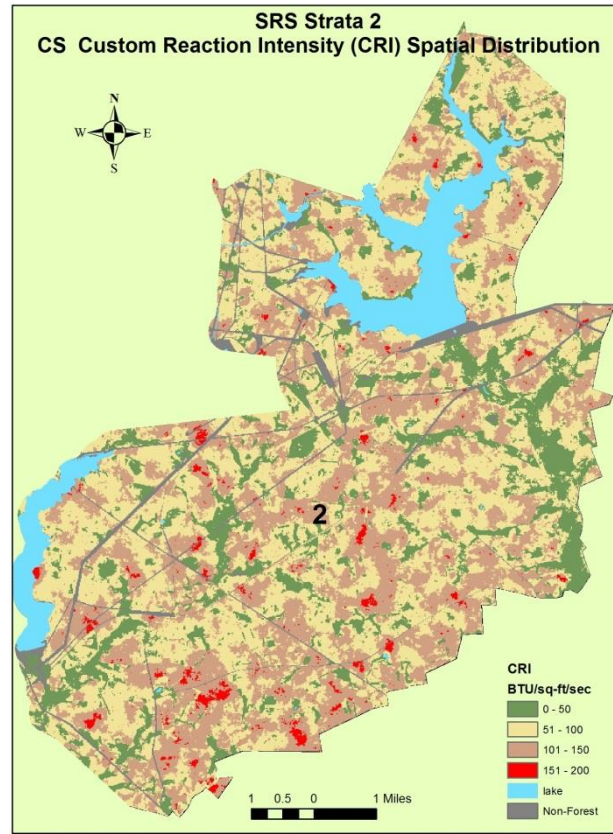 SRS Strata 2
CS Custom Reaction Intensity (CRI) Spatial Distribution
N
W E
S
2
CRI
BTU/sq-ft/sec
0 - 50
51 - 100
101 - 150
151 - 200
lake
Non-Forest
1 0.5 0 1 Miles